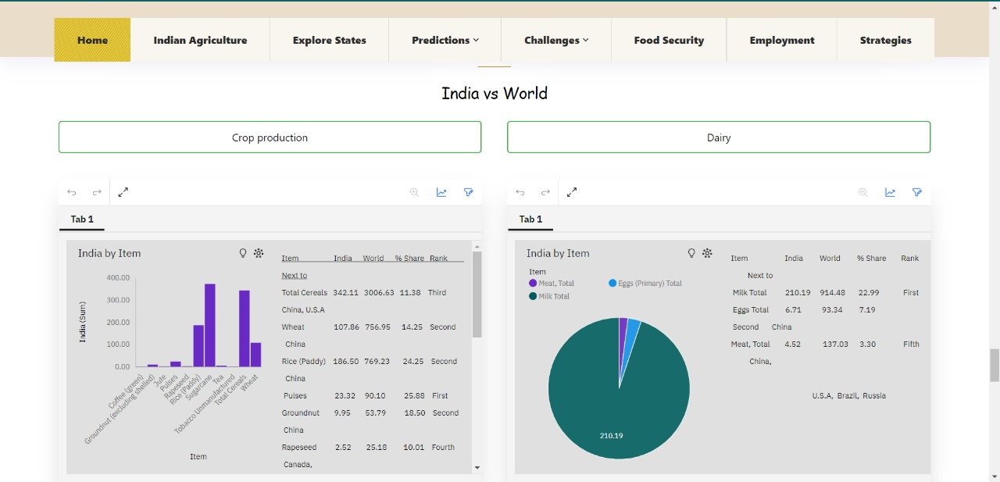 Home Indian Agriculture Explore States Predictions Challenges Food Security Employment Strategies
India vs World
Crop production
Dairy
Tab 1
India by Item
400.00
300.00
200.00
100.00
0.00
India (Sum)
Coffee (green)
Groundnut (excluding shelled)
Jute
Pulses
Rapeseed
Rice (Paddy)
Sugarcane
Tea
Tobacco Unmanufactured
Total Cereals
Wheat
Item
Item India World % Share Rank
Next to
Total Cereals 342.11 3006.63 11.38 Third
China, U.S.A
Wheat 107.86 756.95 14.25 Second
China
Rice (Paddy) 186.50 769.23 24.25 Second
China
Pulses 23.32 90.10 25.88 First
Groundnut 9.95 53.79 18.50 Second
China
Rapeseed 2.52 25.18 10.01 Fourth
Canada,
Tab 1
India by Item
Item
Meat, Total Eggs (Primary) Total
Milk Total
210.19
Item India World % Share Rank
Next to
Milk Total 210.19 914.48 22.99 First
Eggs Total 6.71 93.34 7.19
Second China
Meat, Total 4.52 137.03 3.30 Fifth
China,
U.S.A, Brazil, Russia